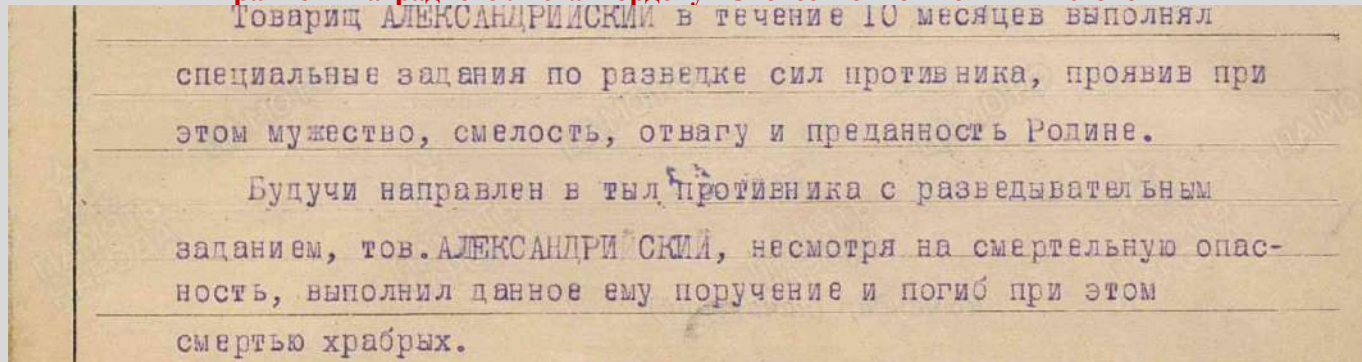 Товарищ АЛЕКСАНДРИЙСКИЙ в течение 10 месяцев выполнял
специальные задания по разведке сил противника, проявив при
этом мужество, смелость, отвагу и преданность Родине.
Будучи направлен в тыл противника с разведывательным
заданием, тов.АЛЕКСАНДРИЙСКИЙ, несмотря на смертельную опас-
ность, выполнил данное ему поручение и погиб при этом
смертью храбрых.